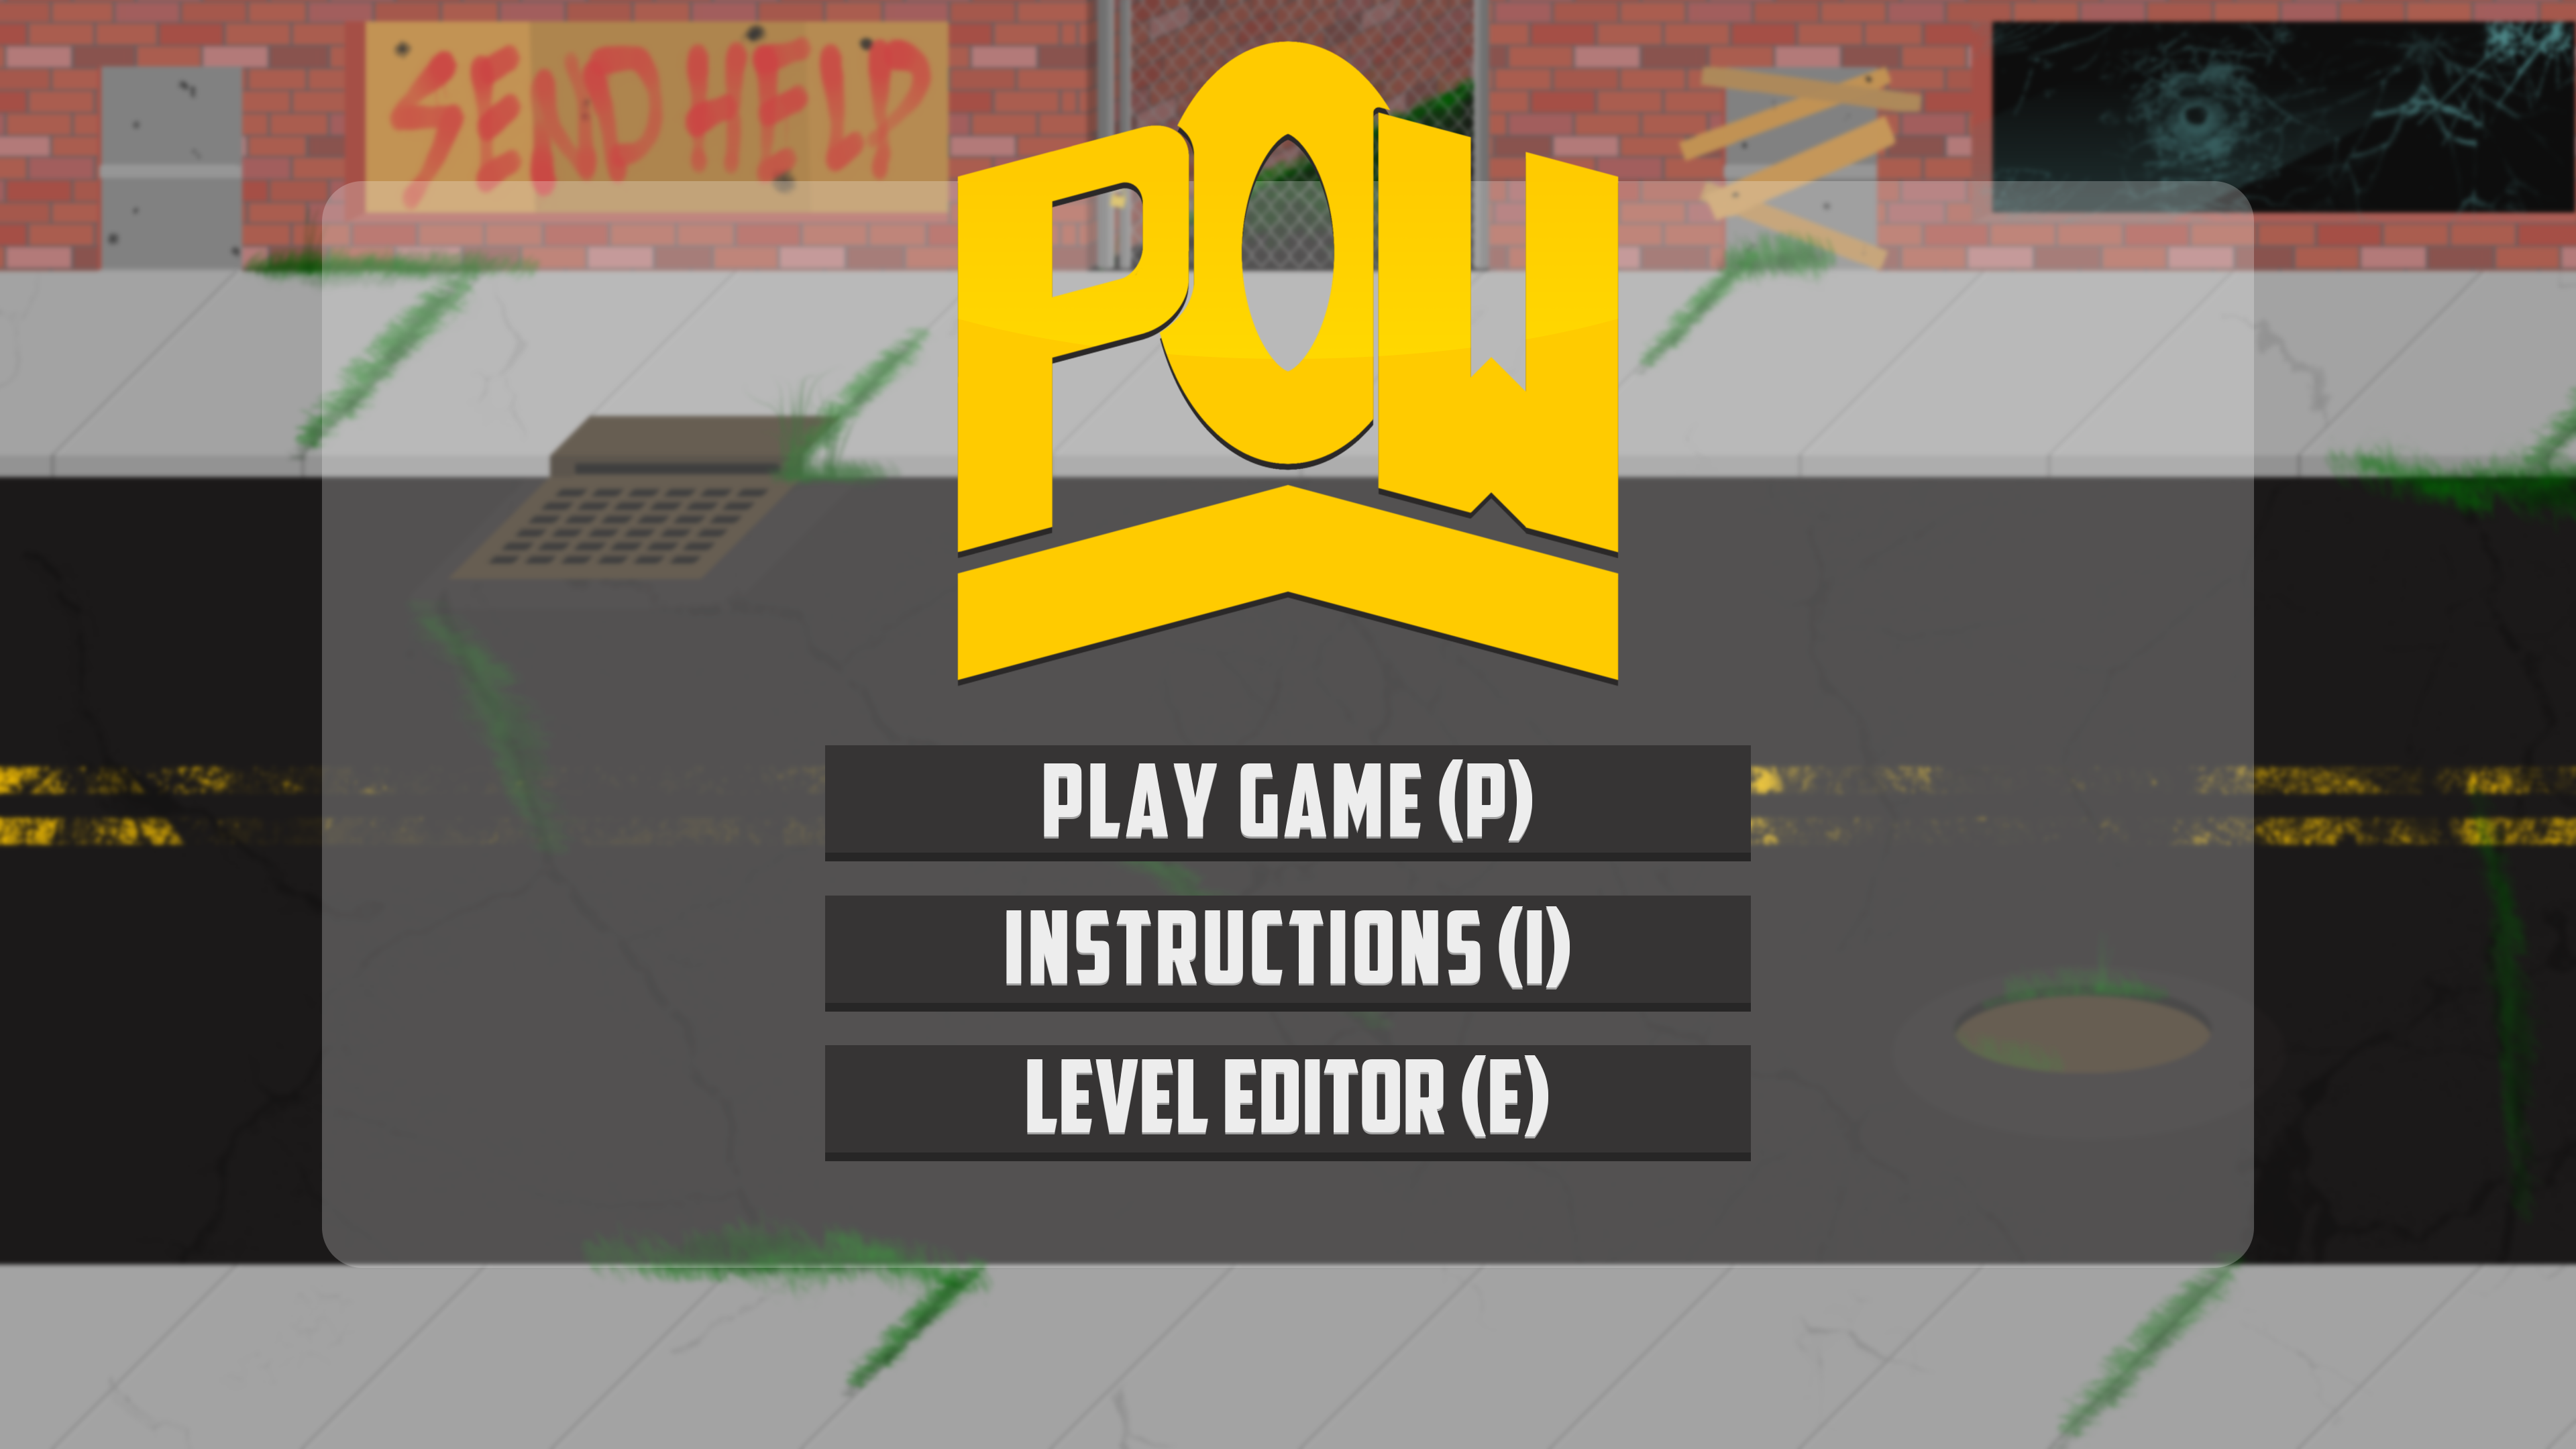 SEND HELP
POW
PLAY GAME (P)
INSTRUCTIONS (I)
LEVEL EDITOR (E)